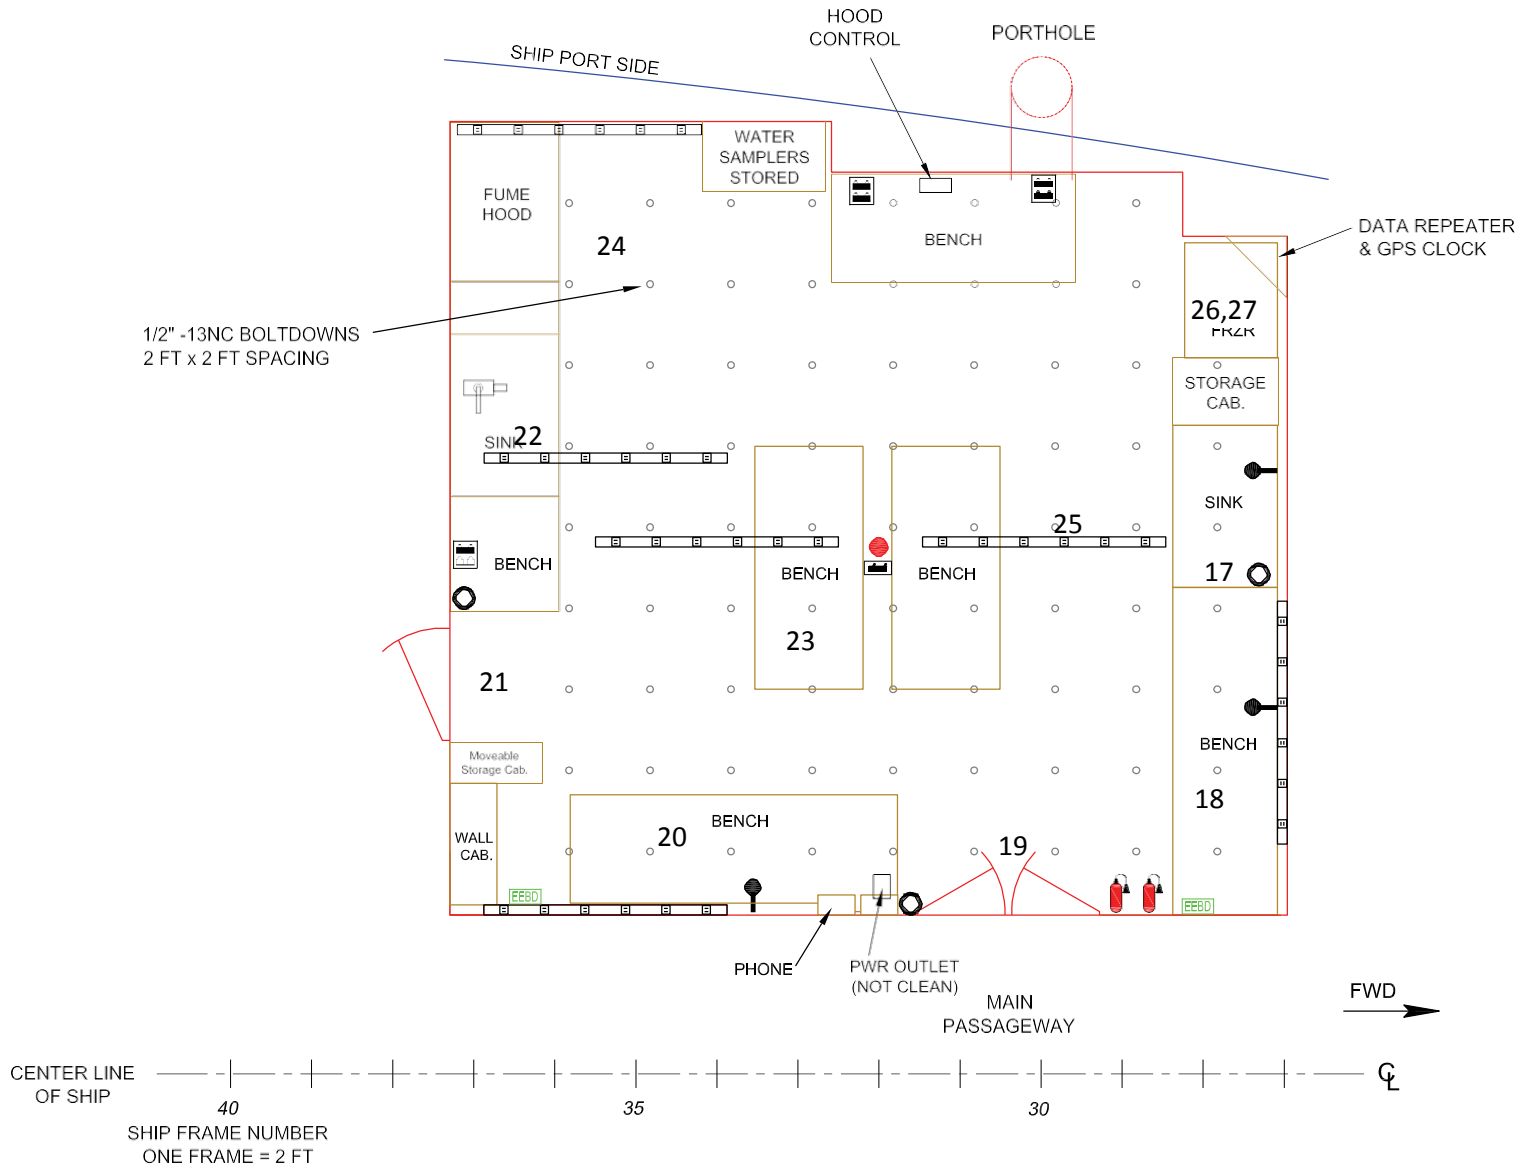 HOOD
CONTROL
PORTHOLE
SHIP PORT SIDE
WATER
SAMPLERS
STORED
FUME
HOOD
24
BENCH
DATA REPEATER
& GPS CLOCK
26,27
FRZR
1/2" -13NC BOLTDOWNS
2 FT x 2 FT SPACING
STORAGE
CAB.
SINK
22
SINK
25
BENCH
BENCH
BENCH
17
23
21
Moveable
Storage Cab.
BENCH
18
20
BENCH
19
WALL
CAB.
EEBD
EEBD
PHONE
PWR OUTLET
(NOT CLEAN)
MAIN
PASSAGEWAY
FWD
CENTER LINE
OF SHIP
CL
40
35
30
SHIP FRAME NUMBER
ONE FRAME = 2 FT